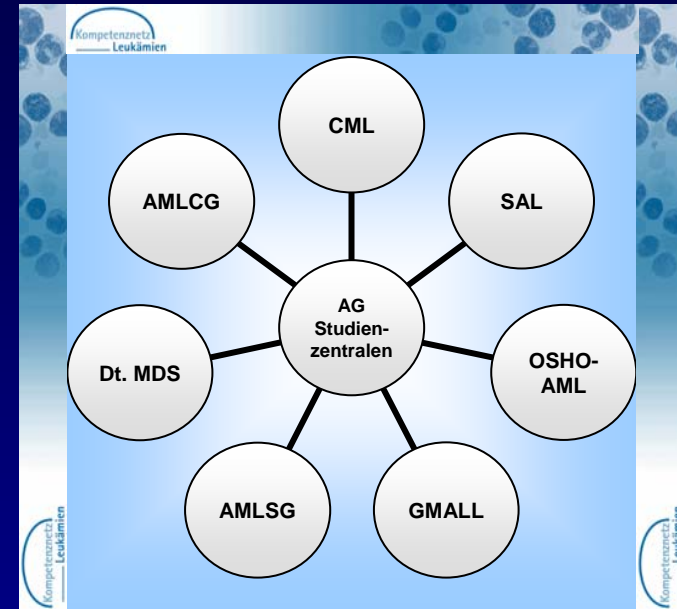 Kompetenznetz
Leukämien
CML
AMLCG
SAL
AG
Studien-
zentralen
Dt. MDS
OSHO-
AML
AMLSG
GMALL
Kompetenznetz
Leukämien
Kompetenznetz
Leukämien